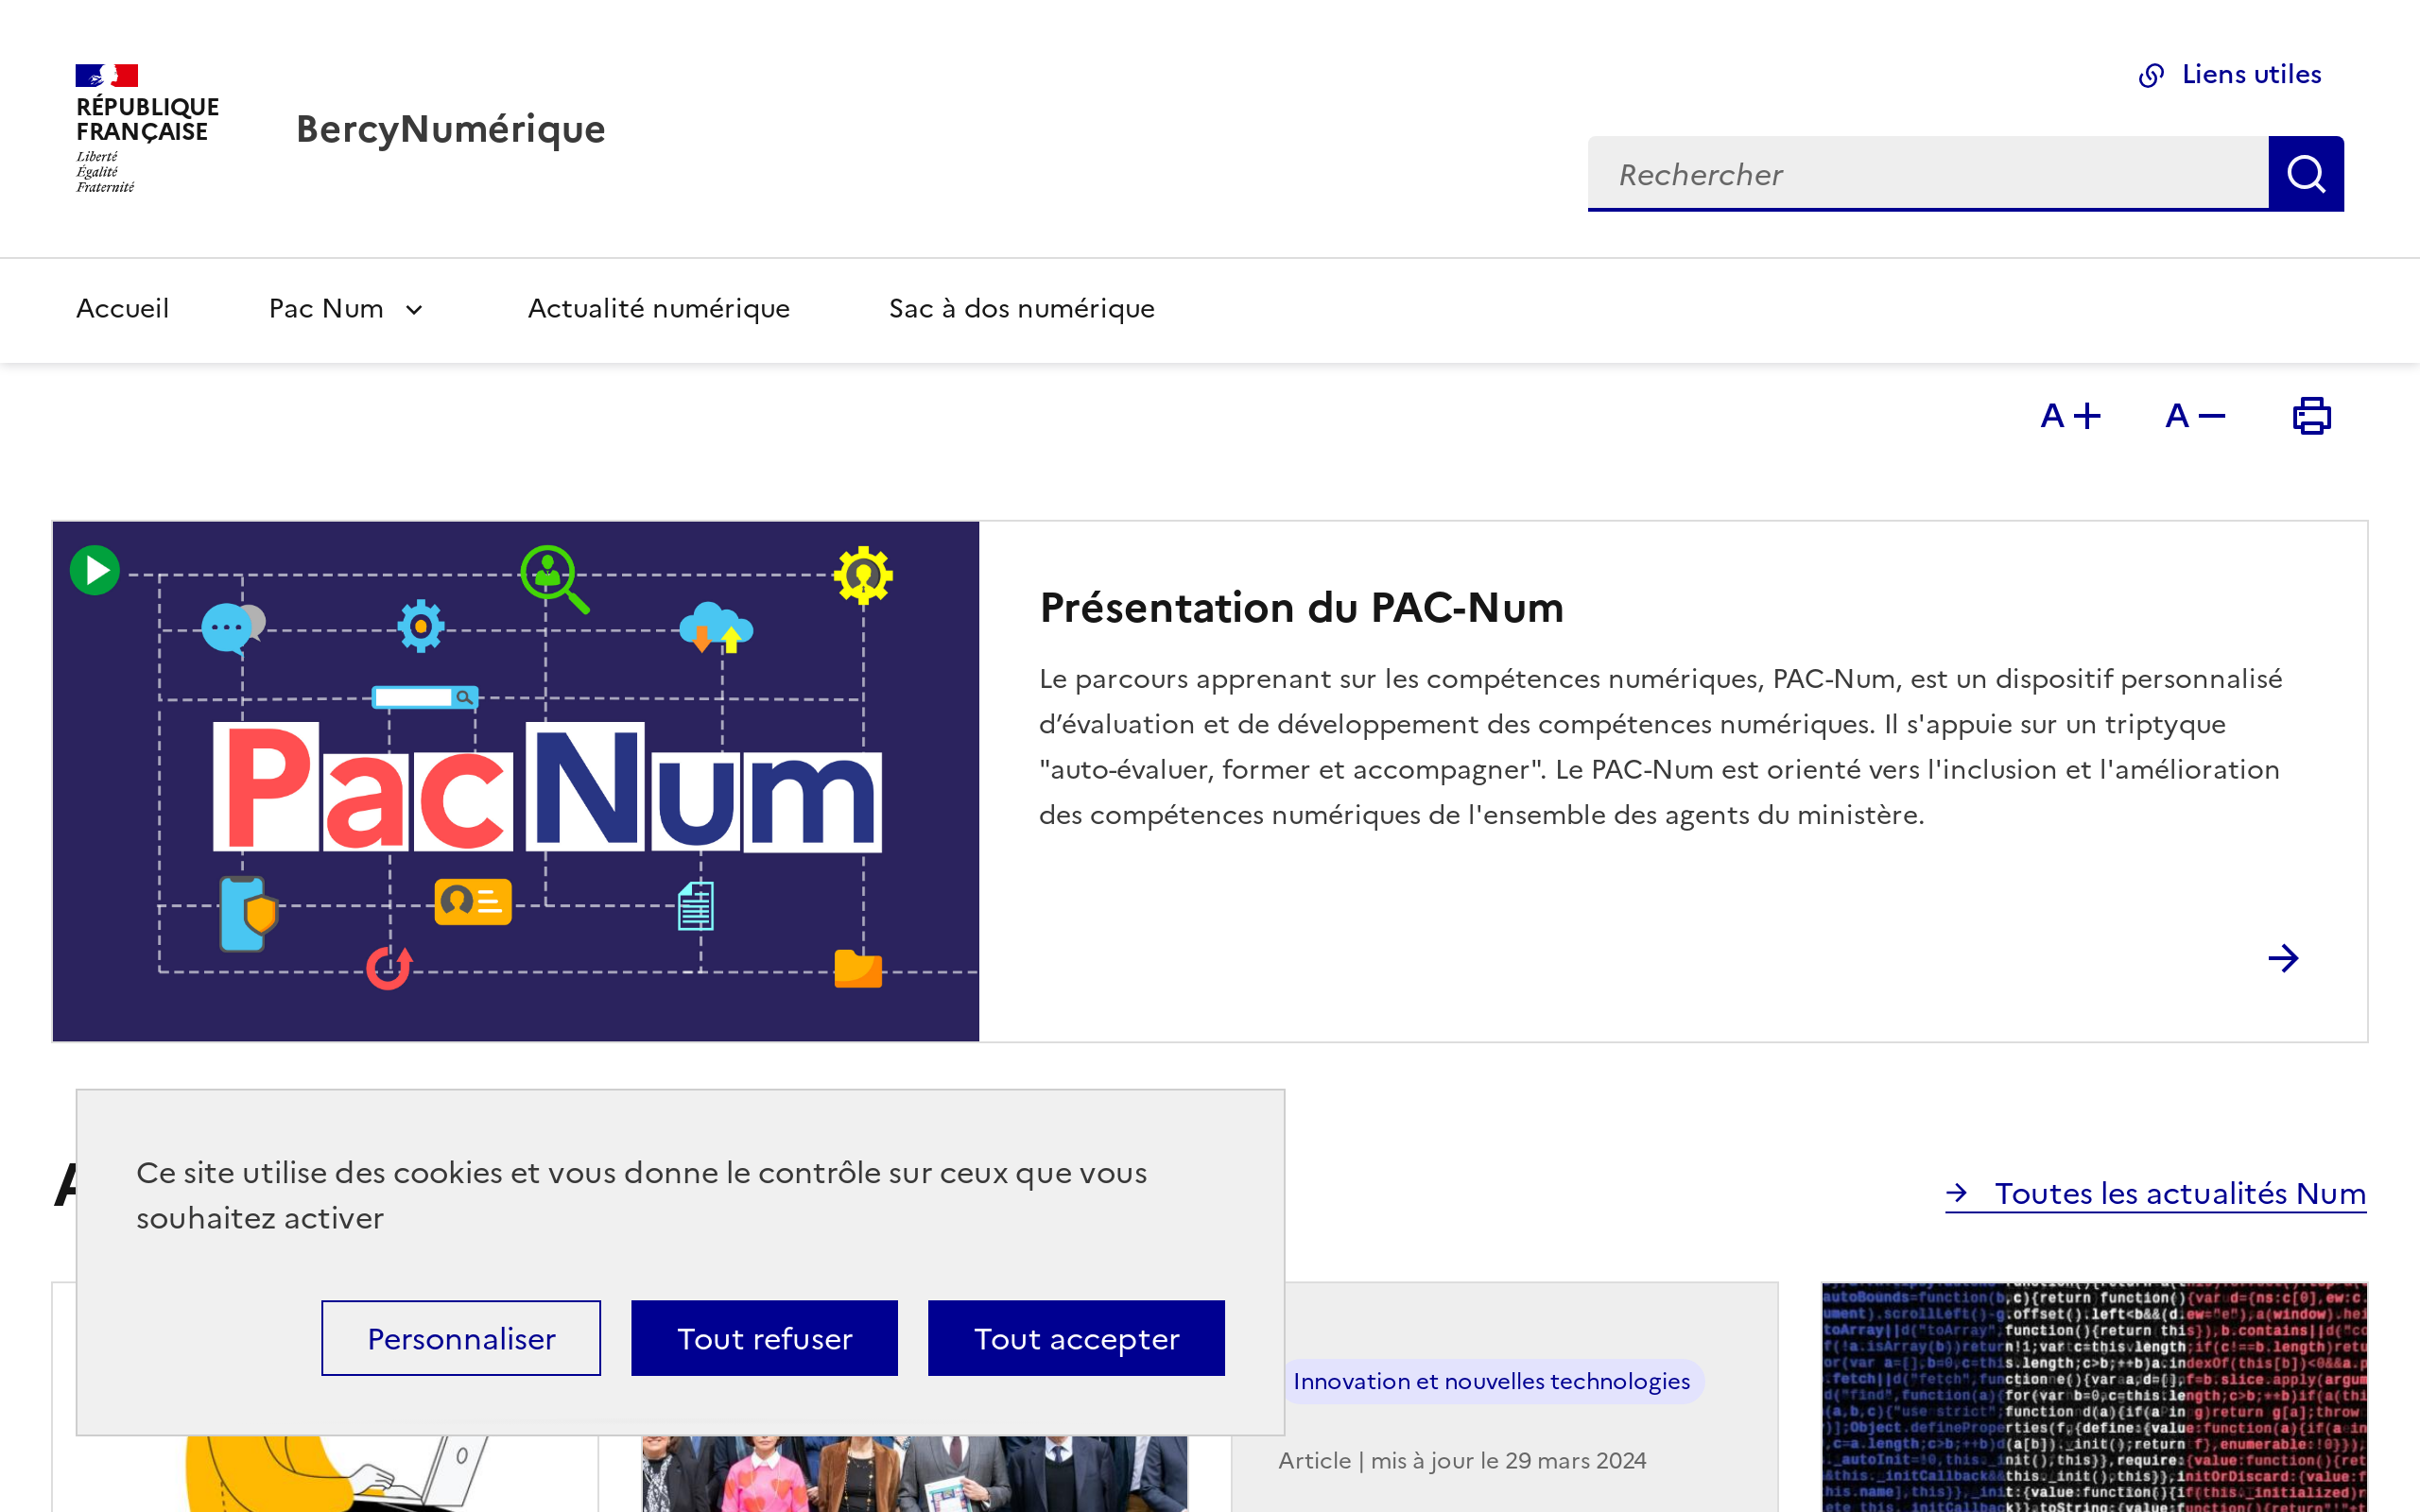 RÉPUBLIQUE
FRANÇAISE
Liberté
Égalité
Fraternité
BercyNumérique
Liens utiles
Rechercher
Accueil
Pac Num
Actualité numérique
Sac à dos numérique
A+
A−
Pac Num
Présentation du PAC-Num
Le parcours apprenant sur les compétences numériques, PAC-Num, est un dispositif personnalisé
d’évaluation et de développement des compétences numériques. Il s'appuie sur un triptyque
"auto-évaluer, former et accompagner". Le PAC-Num est orienté vers l'inclusion et l'amélioration
des compétences numériques de l'ensemble des agents du ministère.
Ce site utilise des cookies et vous donne le contrôle sur ceux que vous
souhaitez activer
Personnaliser
Tout refuser
Tout accepter
Toutes les actualités Num
Innovation et nouvelles technologies
Article | mis à jour le 29 mars 2024